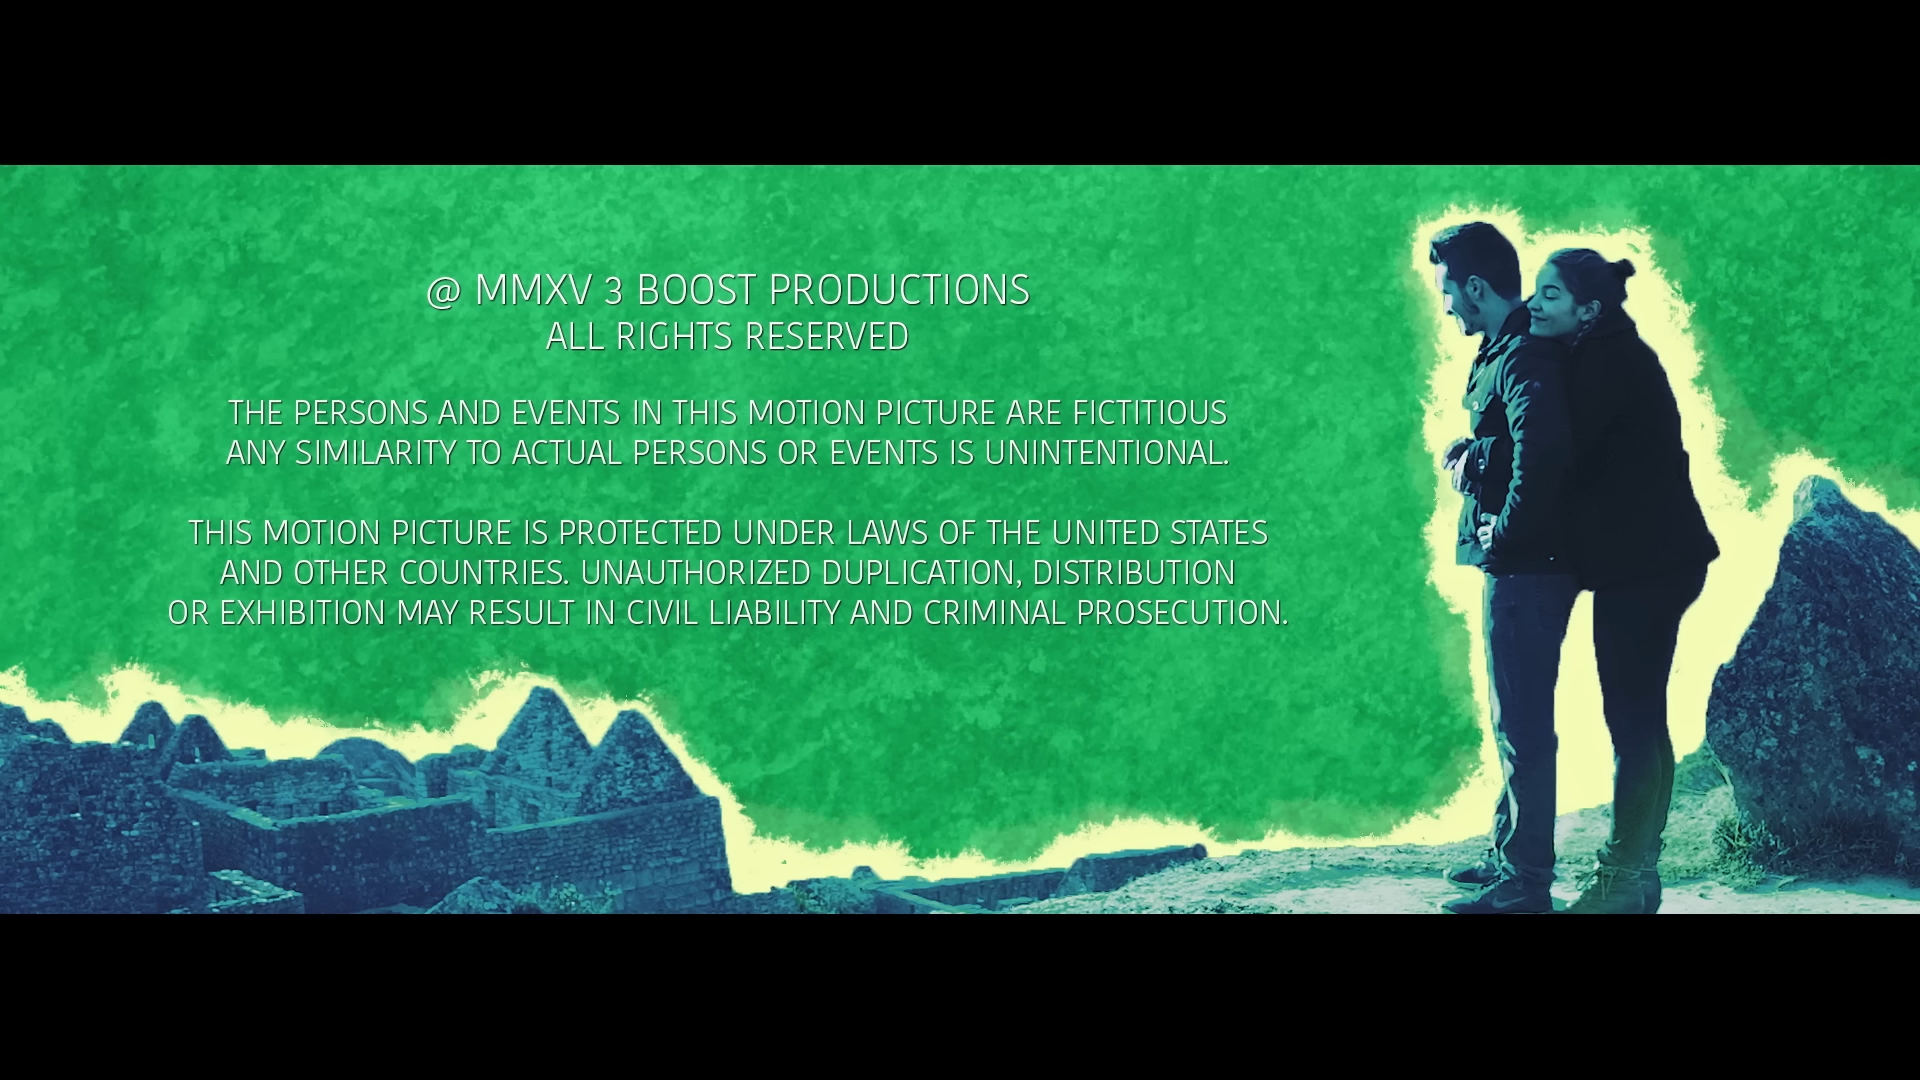 @ MMXV 3 BOOST PRODUCTIONS
ALL RIGHTS RESERVED
THE PERSONS AND EVENTS IN THIS MOTION PICTURE ARE FICTITIOUS
ANY SIMILARITY TO ACTUAL PERSONS OR EVENTS IS UNINTENTIONAL.
THIS MOTION PICTURE IS PROTECTED UNDER LAWS OF THE UNITED STATES
AND OTHER COUNTRIES. UNAUTHORIZED DUPLICATION, DISTRIBUTION
OR EXHIBITION MAY RESULT IN CIVIL LIABILITY AND CRIMINAL PROSECUTION.